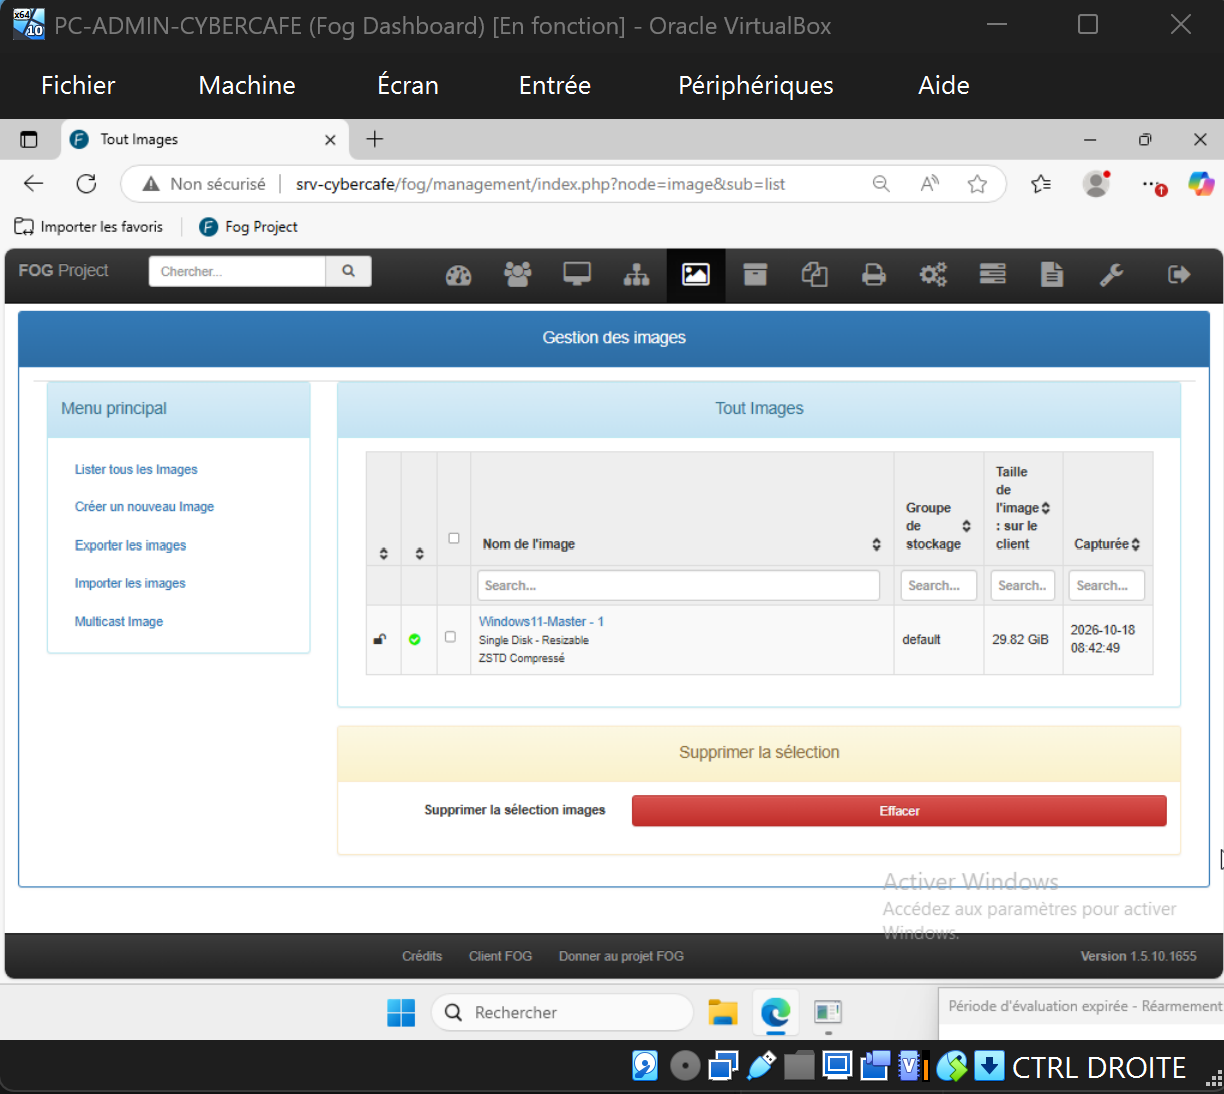 PC-ADMIN-CYBERCAFE (Fog Dashboard) [En fonction] - Oracle VirtualBox
Fichier Machine Écran Entrée Périphériques Aide
Tout Images
Non sécurisé srv-cybercafe/fog/management/index.php?node=image&sub=list
Importer les favoris Fog Project
FOG Project Chercher...
Gestion des images
Menu principal
Lister tous les Images
Créer un nouveau Image
Exporter les images
Importer les images
Multicast Image
Tout Images
Nom de l'image
Groupe
de
stockage
Taille
de
l'image
: sur le
client
Capturée
Search... Search... Search.. Search...
Windows11-Master - 1
Single Disk - Resizable
ZSTD Compressé
default
29.82 GiB
2026-10-18
08:42:49
Supprimer la sélection
Supprimer la sélection images Effacer
Activer Windows
Accédez aux paramètres pour activer
Windows.
Crédits Client FOG Donner au projet FOG Version 1.5.10.1655
Rechercher
Période d'évaluation expirée - Réarmement
CTRL DROITE